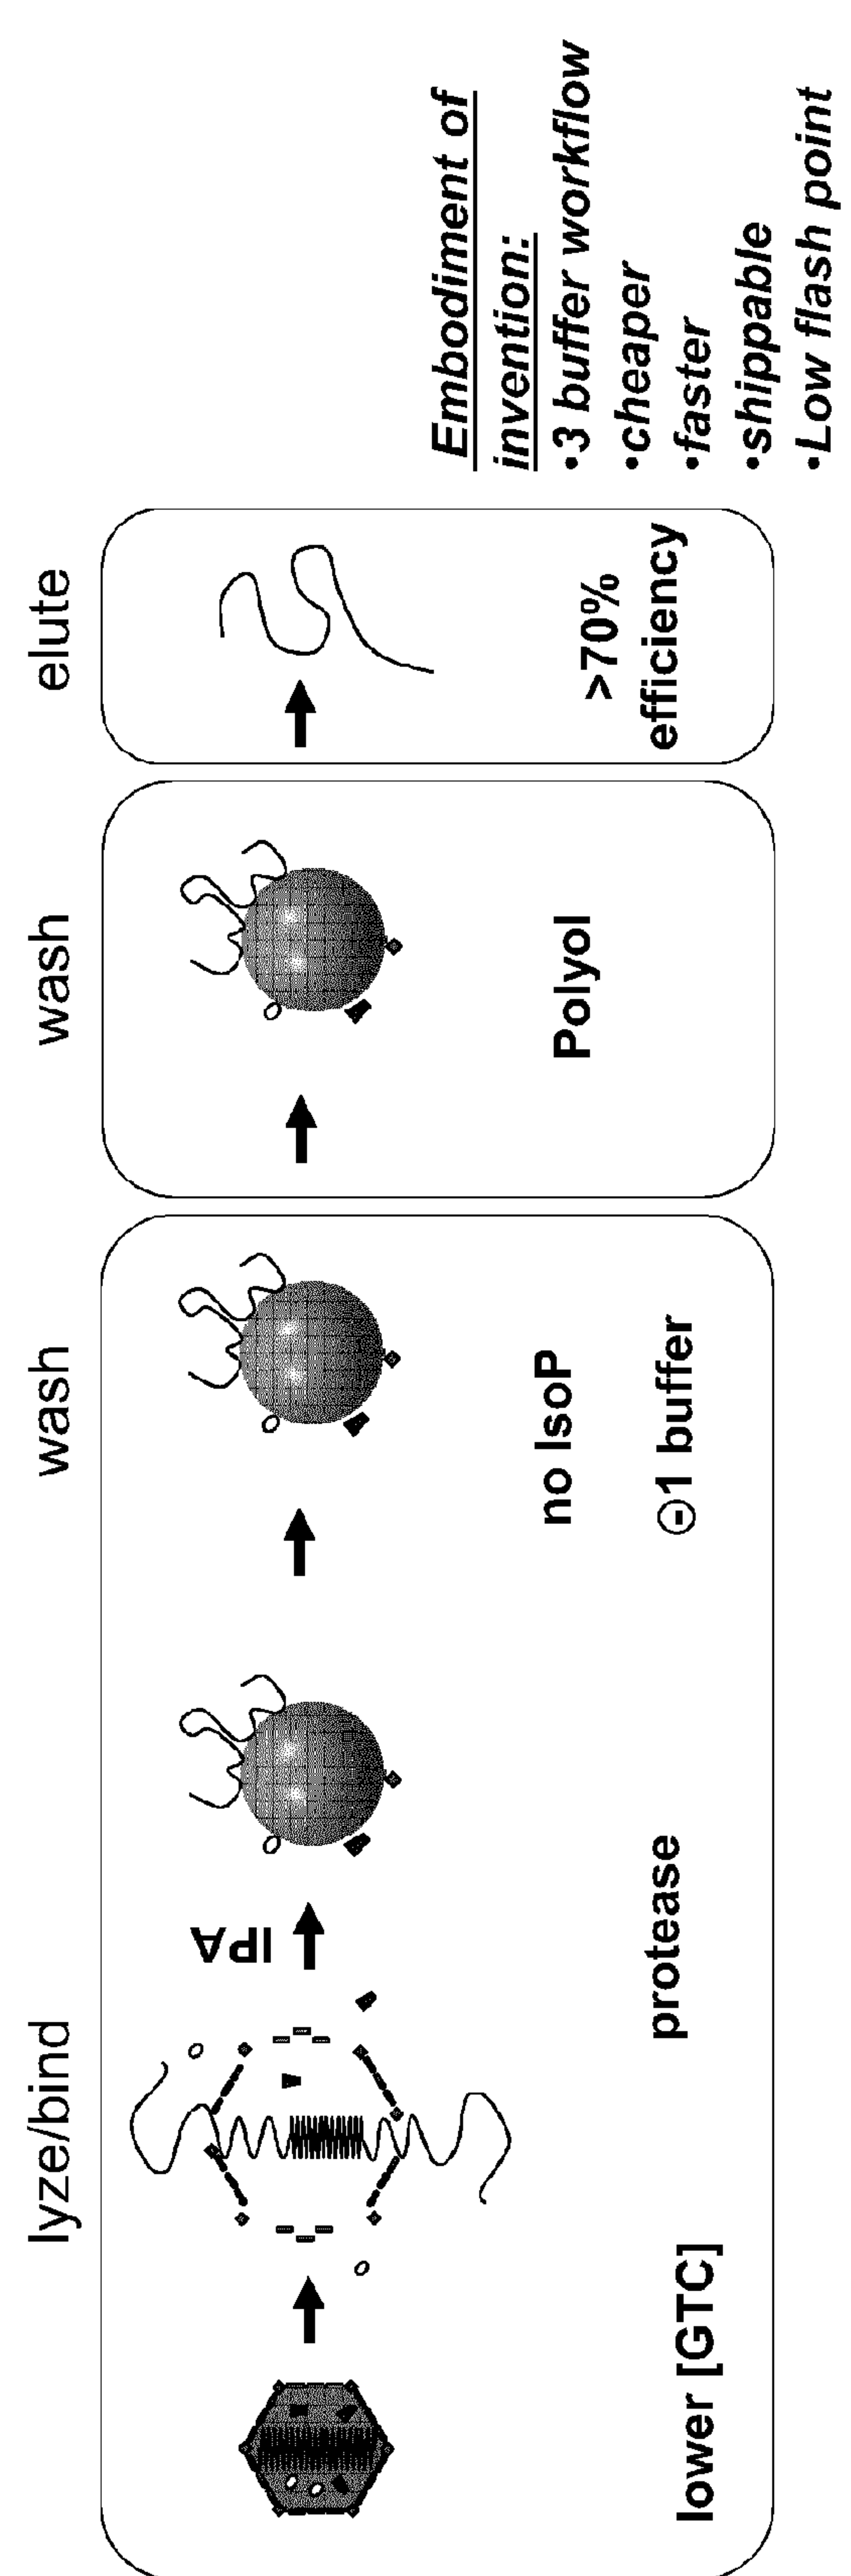 lyze/bind
wash
wash
elute
IPA
lower [GTC]
protease
no IsoP
⊖1 buffer
Polyol
>70%
efficiency
Embodiment of
invention:
•3 buffer workflow
•cheaper
•faster
•shippable
•Low flash point